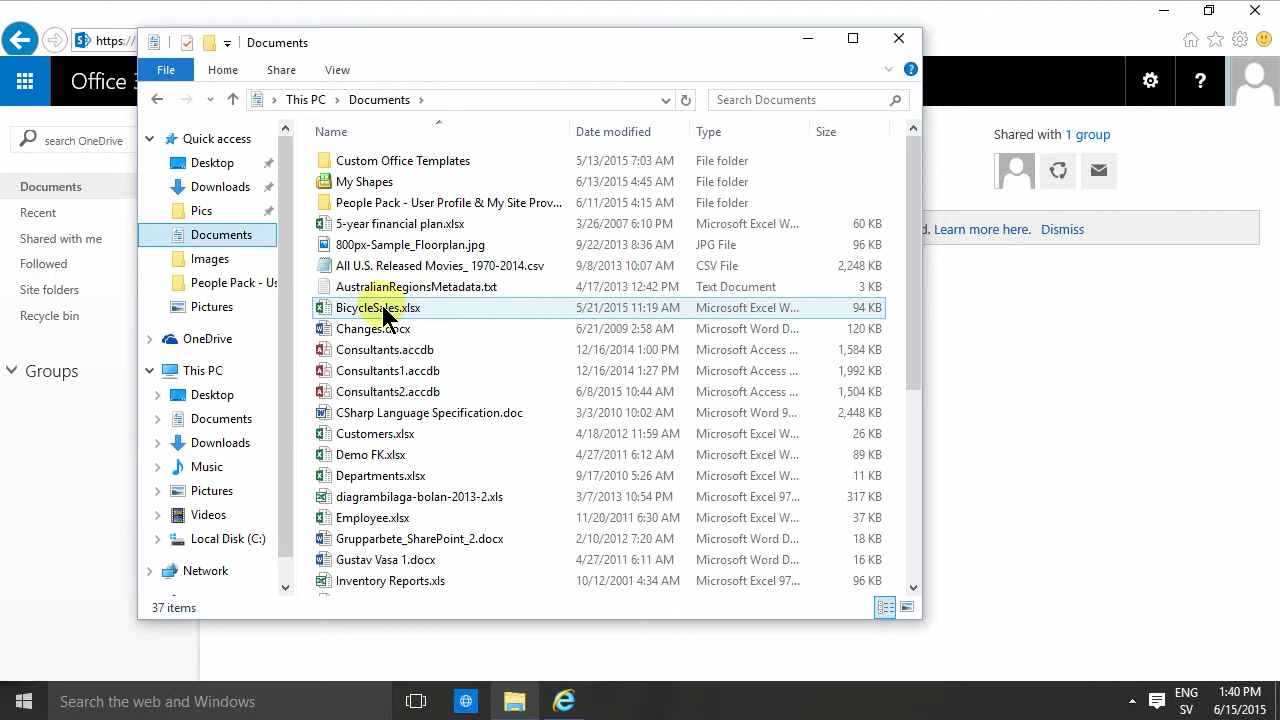 https://
Documents
Office 3
File
Home
Share
View
This PC
Documents
Search Documents
search OneDrive
Documents
Recent
Shared with me
Followed
Site folders
Recycle bin
Groups
Quick access
Desktop
Downloads
Pics
Documents
Images
People Pack - Us
Pictures
OneDrive
This PC
Desktop
Documents
Downloads
Music
Pictures
Videos
Local Disk (C:)
Network
Name Date modified Type Size
Custom Office Templates 5/13/2015 7:03 AM File folder
My Shapes 6/13/2015 4:45 AM File folder
People Pack - User Profile & My Site Prov... 6/11/2015 4:15 AM File folder
5-year financial plan.xlsx 3/26/2007 6:10 PM Microsoft Excel W... 60 KB
800px-Sample_Floorplan.jpg 9/22/2013 8:36 AM JPG File 96 KB
All U.S. Released Movies_ 1970-2014.csv 9/8/2013 10:07 AM CSV File 2,248 KB
AustralianRegionsMetadata.txt 4/17/2013 12:42 PM Text Document 3 KB
BicycleSales.xlsx 5/21/2015 11:19 AM Microsoft Excel W... 94 KB
Changes.docx 6/21/2009 2:58 AM Microsoft Word D... 120 KB
Consultants.accdb 12/16/2014 1:00 PM Microsoft Access ... 1,584 KB
Consultants1.accdb 12/16/2014 1:27 PM Microsoft Access ... 1,992 KB
Consultants2.accdb 6/8/2015 10:44 AM Microsoft Access ... 1,504 KB
CSharp Language Specification.doc 3/3/2010 10:02 AM Microsoft Word 9... 2,448 KB
Customers.xlsx 4/18/2012 11:59 AM Microsoft Excel W... 26 KB
Demo FK.xlsx 4/27/2011 6:12 AM Microsoft Excel W... 89 KB
Departments.xlsx 9/17/2010 5:26 AM Microsoft Excel W... 11 KB
diagrambilaga-bolan-2013-2.xls 3/7/2013 10:54 PM Microsoft Excel 97... 317 KB
Employee.xlsx 11/20/2011 6:30 AM Microsoft Excel W... 37 KB
Grupparbete_SharePoint_2.docx 2/10/2012 7:20 AM Microsoft Word D... 18 KB
Gustav Vasa 1.docx 4/27/2011 6:11 AM Microsoft Word D... 16 KB
Inventory Reports.xls 10/12/2001 4:34 AM Microsoft Excel 97... 96 KB
37 items
Shared with 1 group
d. Learn more here. Dismiss
Search the web and Windows
ENG 1:40 PM
SV 6/15/2015